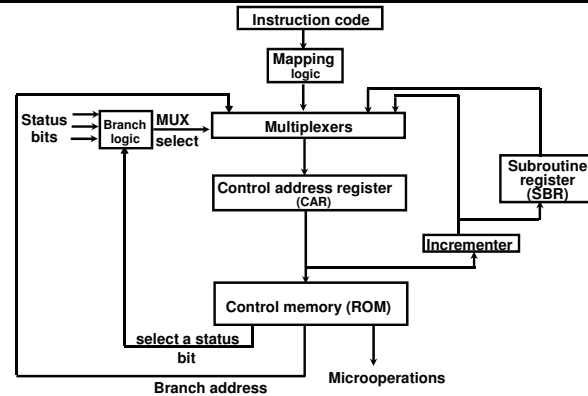 Instruction code
Mapping
logic
Status
bits
Branch
logic
MUX
select
Multiplexers
Subroutine
register
(SBR)
Control address register
(CAR)
Incrementer
Control memory (ROM)
select a status
bit
Microoperations
Branch address